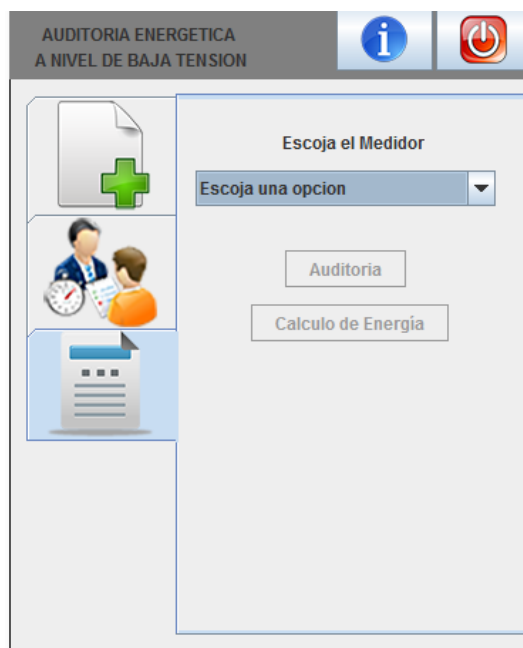 AUDITORIA ENERGETICA
A NIVEL DE BAJA TENSION
Escoja el Medidor
Escoja una opcion
Auditoria
Calculo de Energía